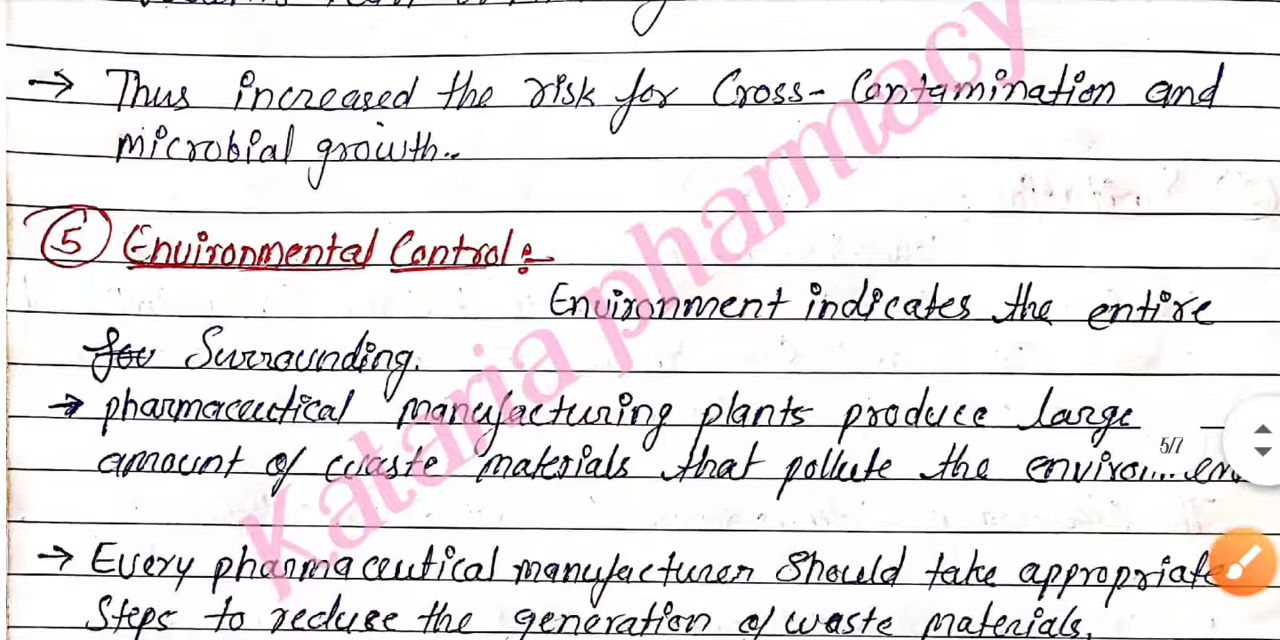 → Thus increased the risk for Cross- Contamination and
microbial growth..
5 Environmental Control :-
Environment indicates the entire
for Surrounding.
→ pharmaceutical manufacturing plants produce large
amount of waste materials that pollute the
5/7
→ Every pharmaceutical manufacturer should take appropriate
Steps to reduce the generation of waste materials.
Kataria pharmacy